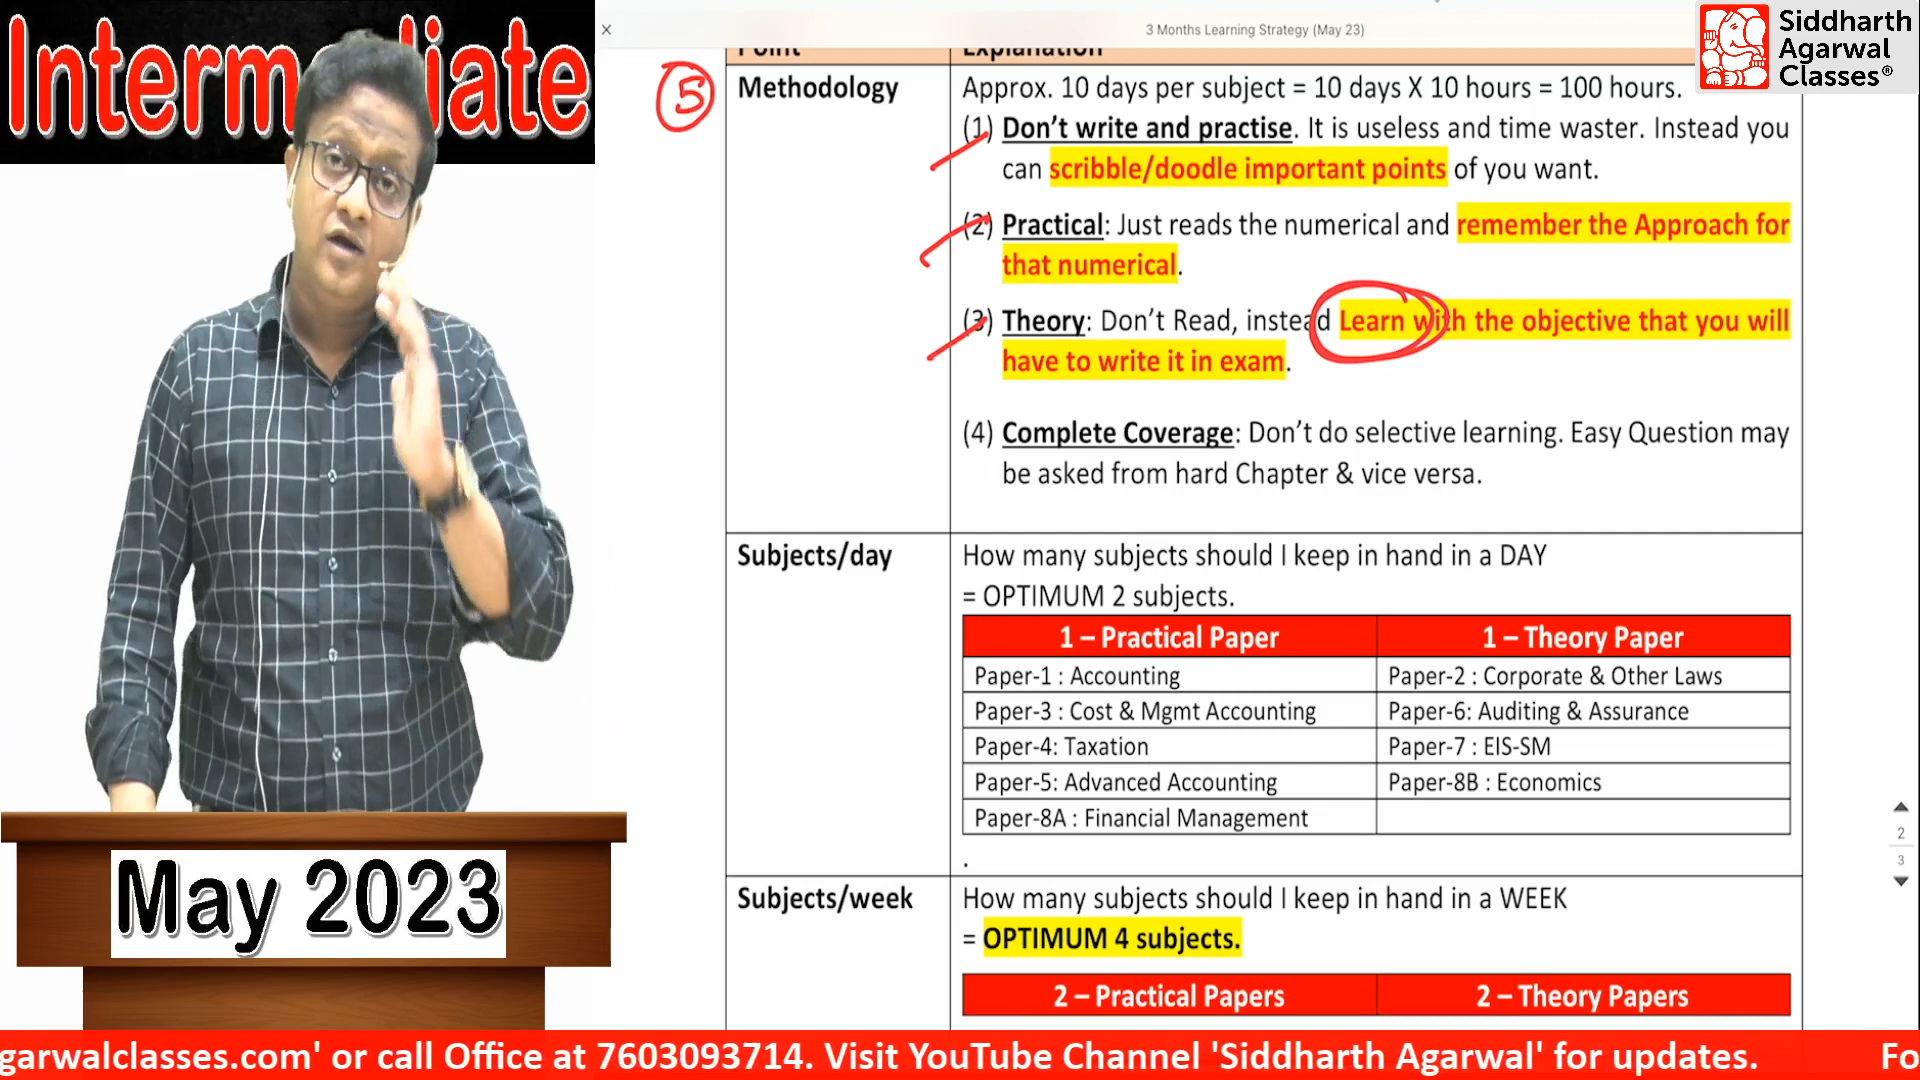 Intermediate
×
3 Months Learning Strategy (May 23)
Siddharth
Agarwal
Classes®
Point
Explanation
5
Methodology
Approx. 10 days per subject = 10 days X 10 hours = 100 hours.
(1) Don't write and practise. It is useless and time waster. Instead you
can scribble/doodle important points of you want.
(2) Practical: Just reads the numerical and remember the Approach for
that numerical.
(3) Theory: Don't Read, instead Learn with the objective that you will
have to write it in exam.
(4) Complete Coverage: Don't do selective learning. Easy Question may
be asked from hard Chapter & vice versa.
Subjects/day
How many subjects should I keep in hand in a DAY
= OPTIMUM 2 subjects.
1 – Practical Paper
1 – Theory Paper
Paper-1 : Accounting
Paper-2 : Corporate & Other Laws
Paper-3 : Cost & Mgmt Accounting
Paper-6: Auditing & Assurance
Paper-4: Taxation
Paper-7 : EIS-SM
Paper-5: Advanced Accounting
Paper-8B : Economics
Paper-8A : Financial Management
.
2
3
Subjects/week
How many subjects should I keep in hand in a WEEK
= OPTIMUM 4 subjects.
2 – Practical Papers
2 – Theory Papers
May 2023
garwalclasses.com' or call Office at 7603093714. Visit YouTube Channel 'Siddharth Agarwal' for updates. Fo